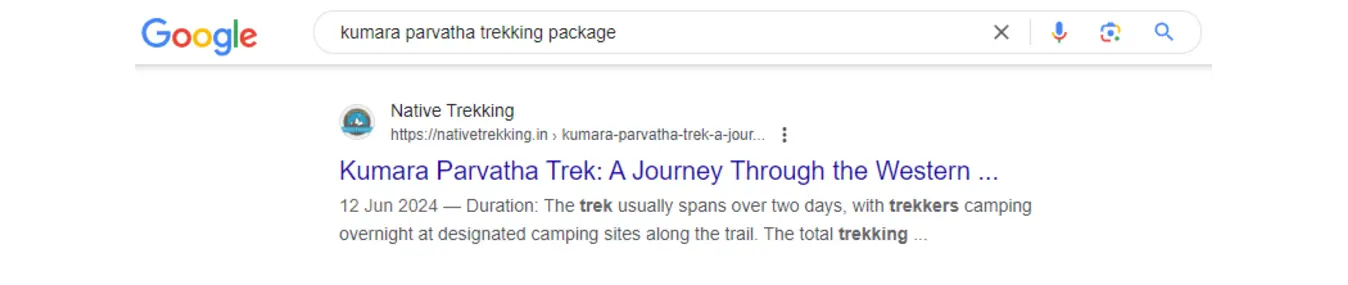 Google
kumara parvatha trekking package
Native Trekking
https://nativetrekking.in › kumara-parvatha-trek-a-jour...
Kumara Parvatha Trek: A Journey Through the Western ...
12 Jun 2024 — Duration: The trek usually spans over two days, with trekkers camping
overnight at designated camping sites along the trail. The total trekking ...